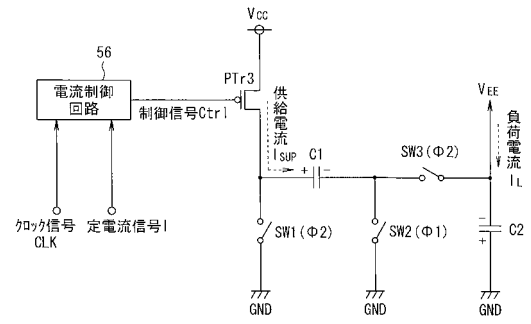 VCC
56
PTr3
電流制御
回路
制御信号Ctrl
供給電流
ISUP
C1
+ -
VEE
負荷電流
IL
SW3(Φ2)
SW1(Φ2)
SW2(Φ1)
-
+
C2
クロック信号
CLK
定電流信号I
GND
GND
GND